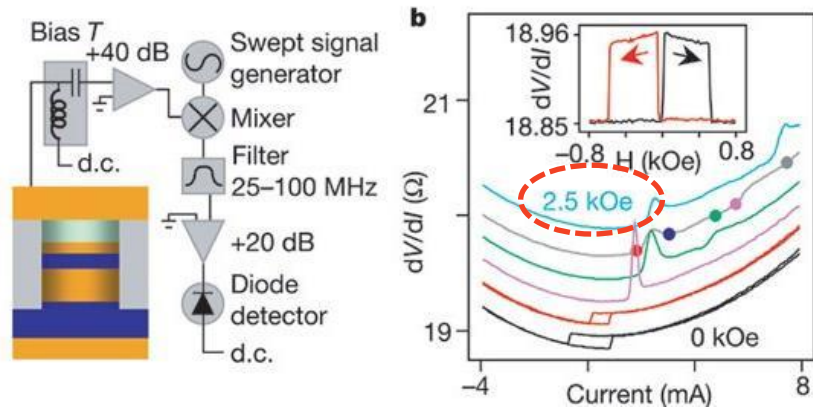 Bias T
+40 dB
Swept signal
generator
Mixer
Filter
25–100 MHz
+20 dB
Diode
detector
d.c.
d.c.
b
18.96
dV/dI
18.85
–0.8
H (kOe)
0.8
21
dV/dI (Ω)
19
2.5 kOe
0 kOe
–4
0
Current (mA)
8